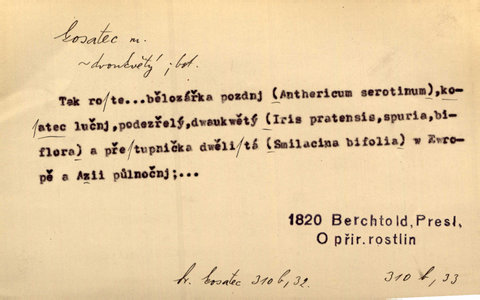 Kosatec m.
~dvoukvětý ; bot.
Tak ro/te...bělozářka pozdnj (Anthericum serotinum),ko
/atec lučnj,podezřelý,dwaukwětý (Iris pratensis,spuria,bi-
flora) a pře/tupnička dwěli/tá (Smilacina bifolia) w Ewro-
pě a Azii půlnočnj;...
1820 Berchtold, Presl,
O přir. rostlin
Kosatec 310b, 32.
310 b, 33